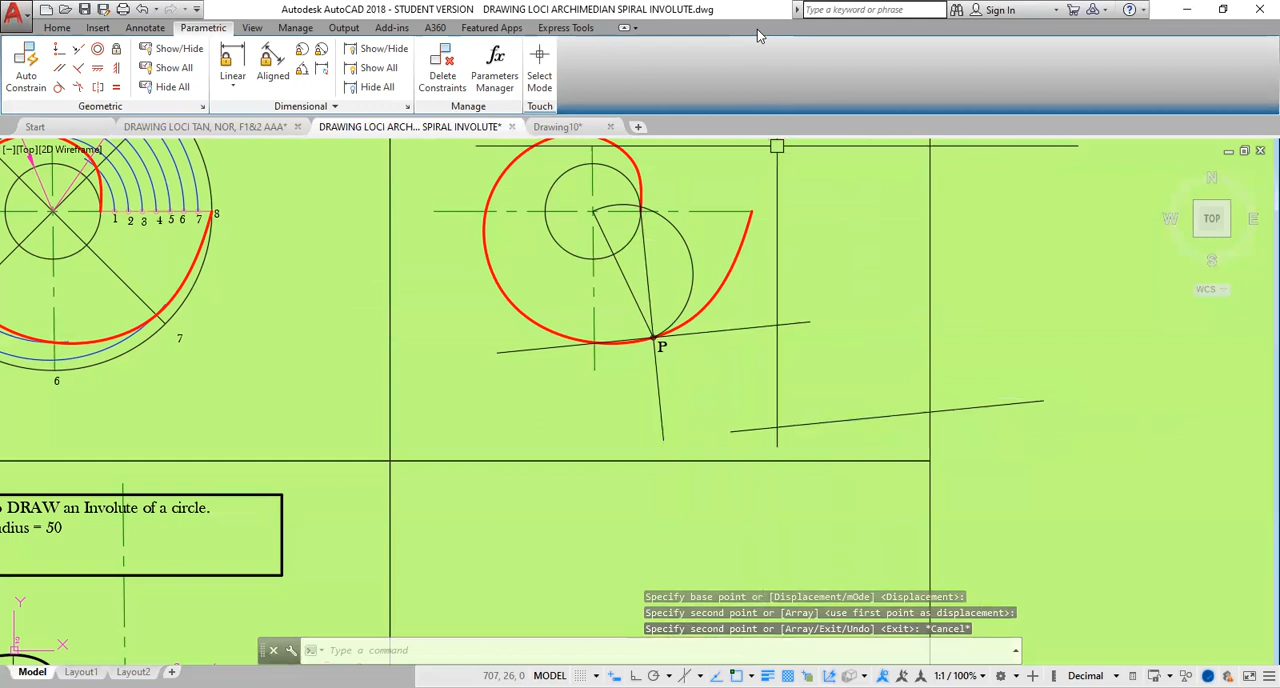 Autodesk AutoCAD 2018 - STUDENT VERSION DRAWING LOCI ARCHIMEDIAN SPIRAL INVOLUTE.dwg
Type a keyword or phrase
Sign In
Home Insert Annotate Parametric View Manage Output Add-ins A360 Featured Apps Express Tools
Auto Constrain
Show/Hide
Show All
Hide All
Geometric
Linear
Aligned
Show/Hide
Show All
Hide All
Dimensional
Delete Constraints
Parameters Manager
Manage
Select Mode
Touch
Start
DRAWING LOCI TAN, NOR, F1&2 AAA*
DRAWING LOCI ARCH... SPIRAL INVOLUTE*
Drawing10*
[−][Top][2D Wireframe]
1 2 3 4 5 6 7 8
7
6
P
N
W TOP E
S
WCS
DRAW an Involute of a circle.
dius = 50
Y
X
Specify base point or [Displacement/mOde] <Displacement>:
Specify second point or [Array] <use first point as displacement>:
Specify second point or [Array/Exit/Undo] <Exit>: *Cancel*
Type a command
Model Layout1 Layout2
707, 26, 0 MODEL
1:1 / 100%
Decimal